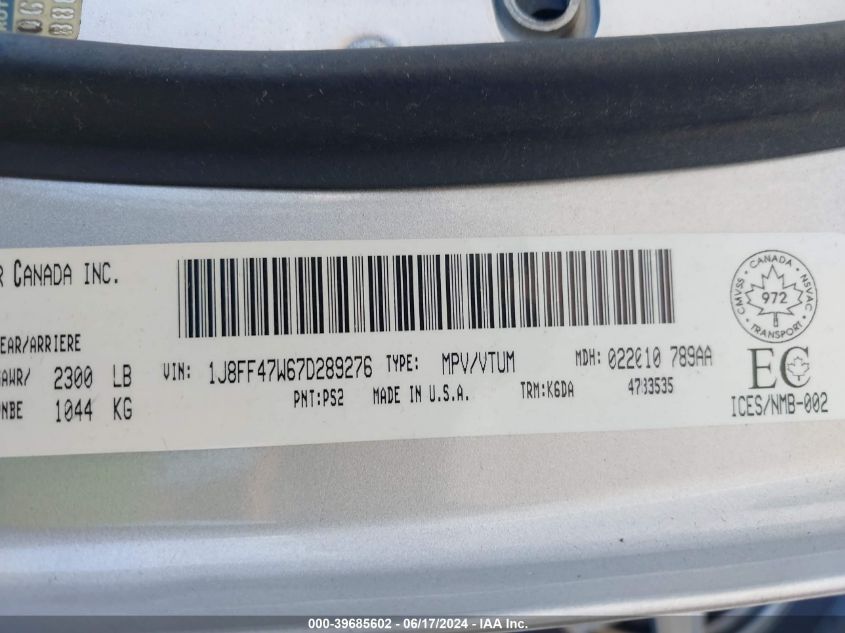 R CANADA INC.
EAR/ARRIERE
AWR/ 2300 LB
NBE 1044 KG
VIN: 1J8FF47W67D289276 TYPE: MPV/VTUM MDH: 022010 789AA
PNT:PS2 MADE IN U.S.A. TRM:K6DA 4733535
CMVSS • CANADA • NSVAC
972
TRANSPORT
EC
ICES/NMB-002
000-39685602 - 06/17/2024 - IAA Inc.